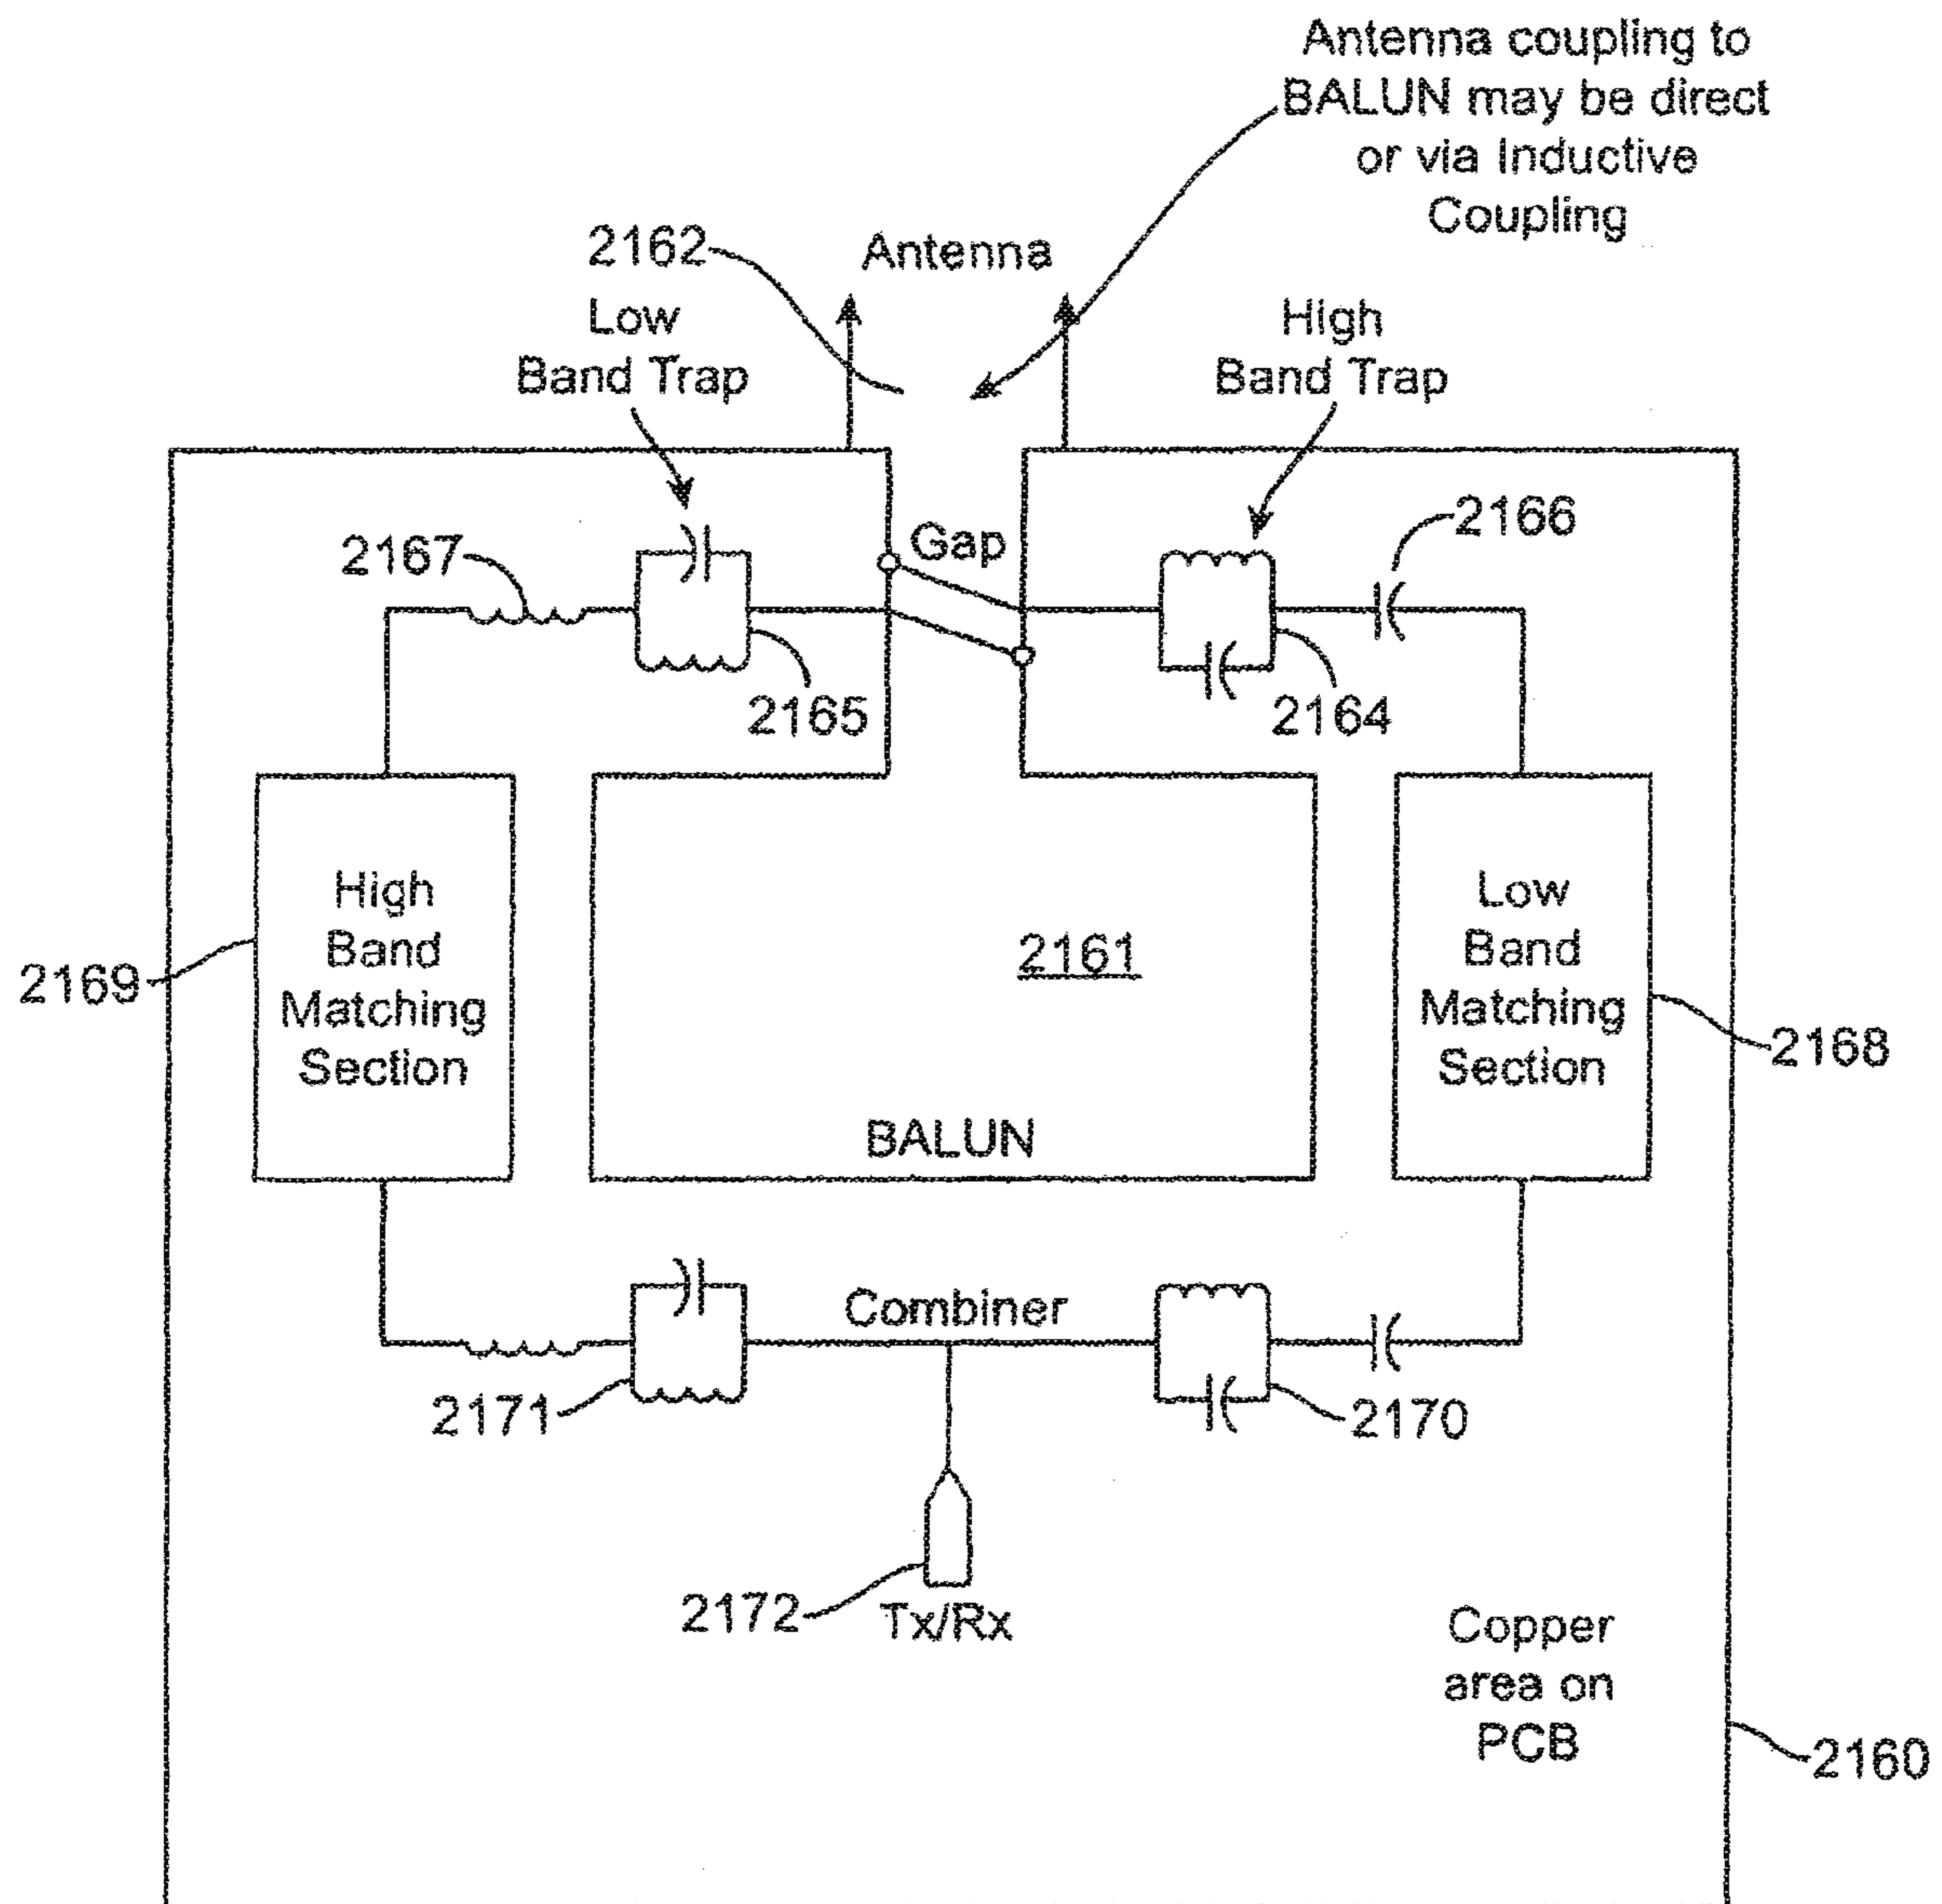 Antenna coupling to
BALUN may be direct
or via Inductive
Coupling
2162
Antenna
Low
Band Trap
High
Band Trap
2167
Gap
2166
2165
2164
High
Band
Matching
Section
2169
2161
BALUN
Low
Band
Matching
Section
2168
Combiner
2171
2170
2172
Tx/Rx
Copper
area on
PCB
2160